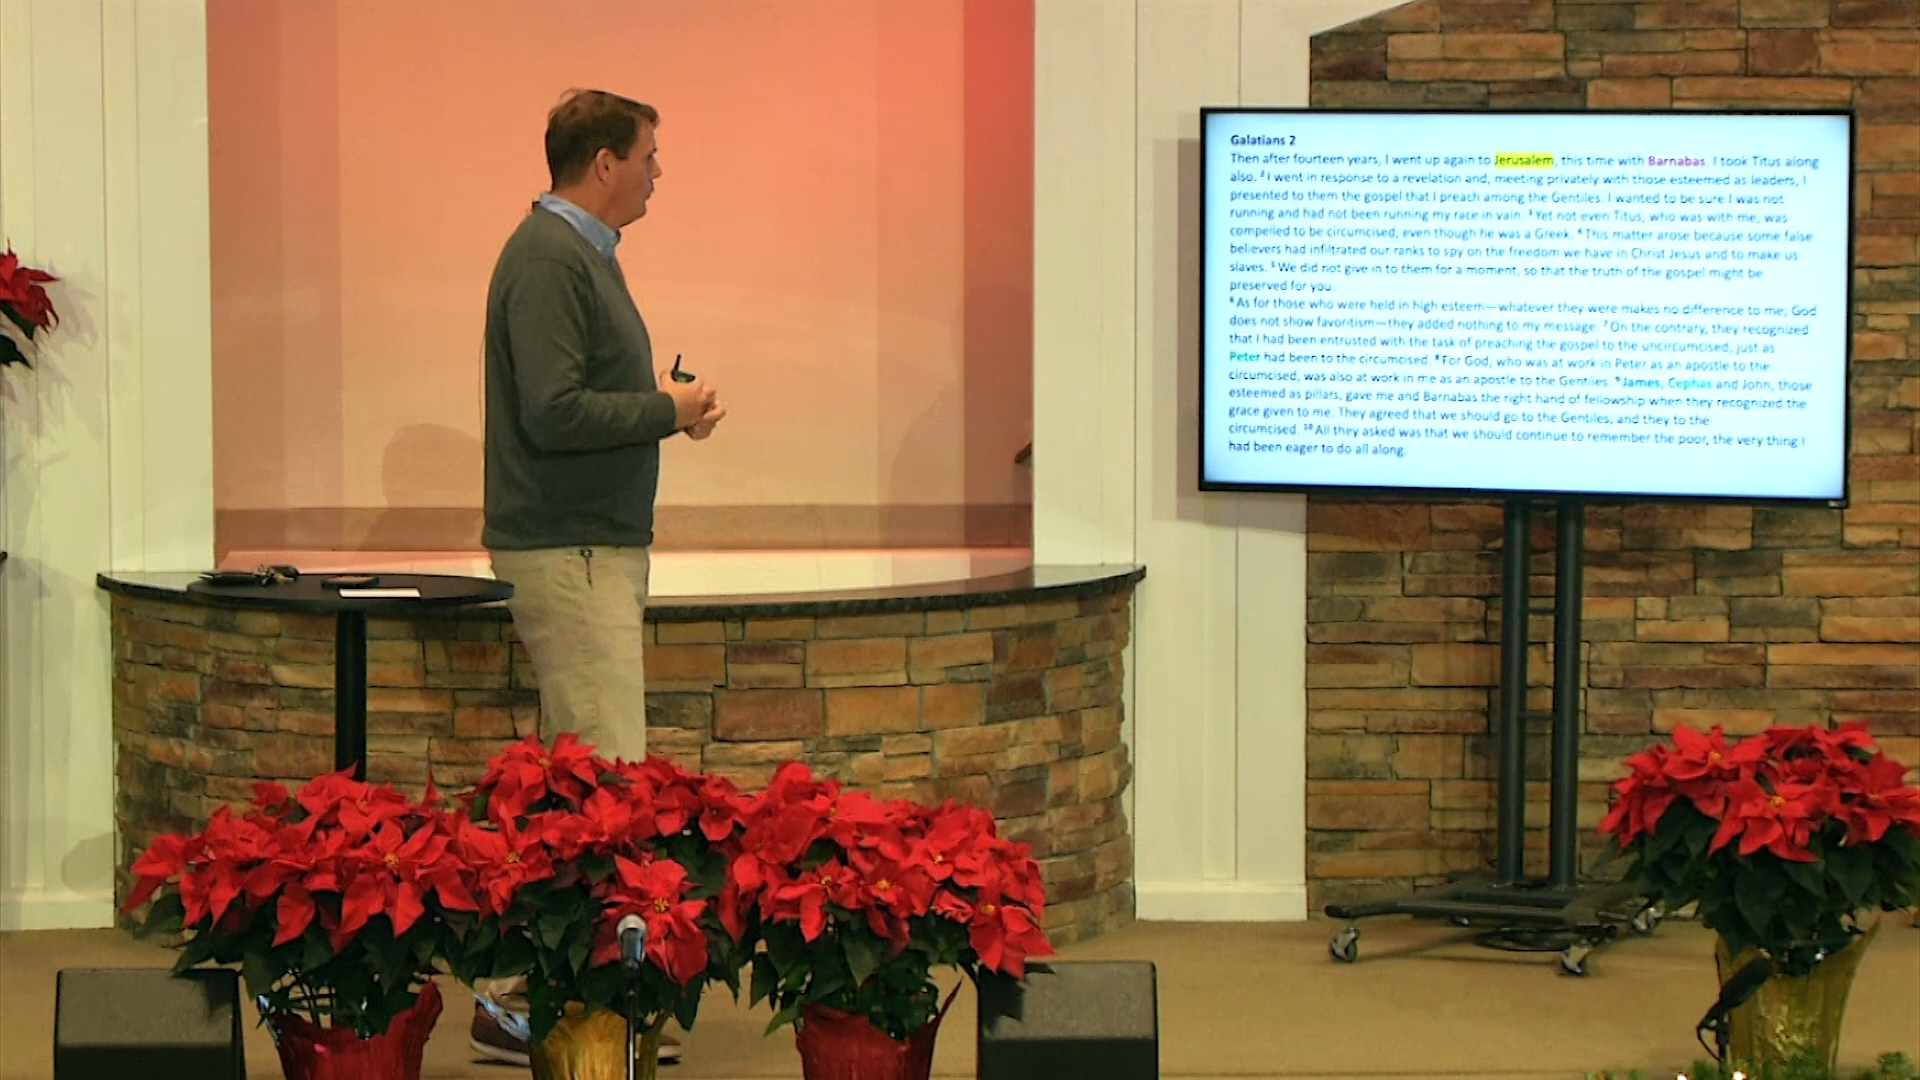 Galatians 2
Then after fourteen years, I went up again to Jerusalem, this time with Barnabas. I took Titus along
also. ² I went in response to a revelation and, meeting privately with those esteemed as leaders, I
presented to them the gospel that I preach among the Gentiles. I wanted to be sure I was not
running and had not been running my race in vain. ³ Yet not even Titus, who was with me, was
compelled to be circumcised, even though he was a Greek. ⁴ This matter arose because some false
believers had infiltrated our ranks to spy on the freedom we have in Christ Jesus and to make us
slaves. ⁵ We did not give in to them for a moment, so that the truth of the gospel might be
preserved for you.
⁶ As for those who were held in high esteem—whatever they were makes no difference to me; God
does not show favoritism—they added nothing to my message. ⁷ On the contrary, they recognized
that I had been entrusted with the task of preaching the gospel to the uncircumcised, just as
Peter had been to the circumcised. ⁸ For God, who was at work in Peter as an apostle to the
circumcised, was also at work in me as an apostle to the Gentiles. ⁹ James, Cephas and John, those
esteemed as pillars, gave me and Barnabas the right hand of fellowship when they recognized the
grace given to me. They agreed that we should go to the Gentiles, and they to the
circumcised. ¹⁰ All they asked was that we should continue to remember the poor, the very thing I
had been eager to do all along.